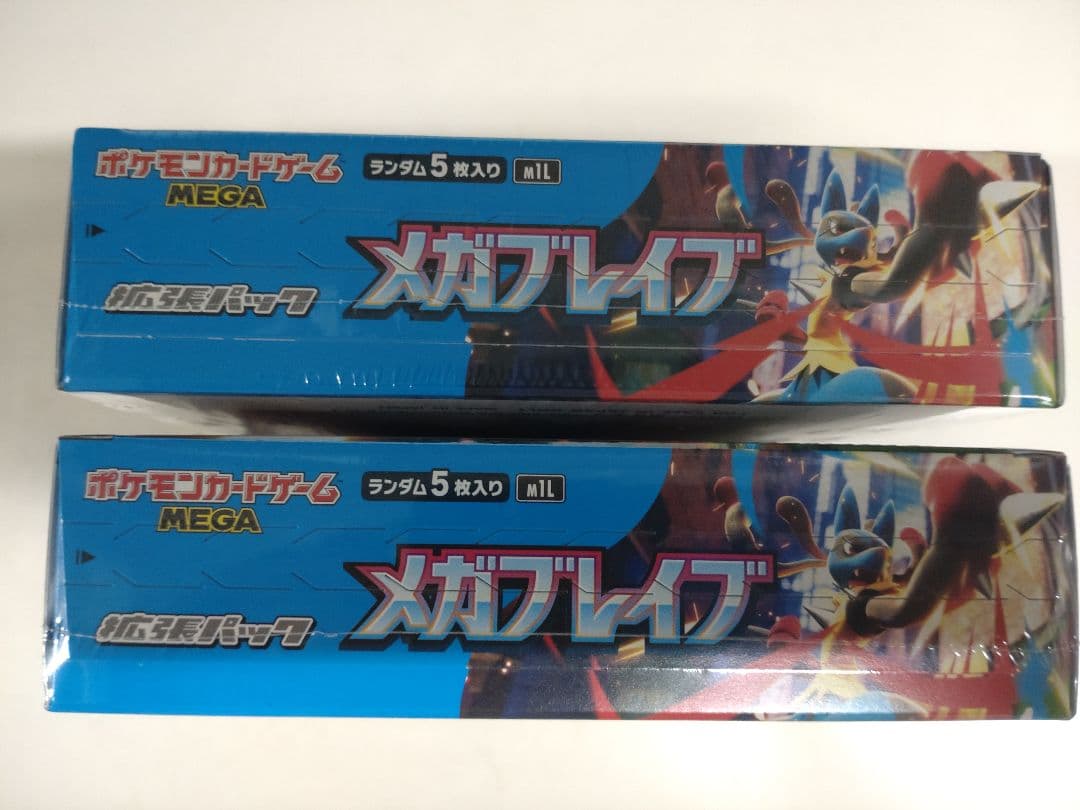 ポケモンカードゲーム
MEGA
ランダム5枚入り M1L
メガブレイブ
拡張パック
ポケモンカードゲーム
MEGA
ランダム5枚入り M1L
メガブレイブ
拡張パック